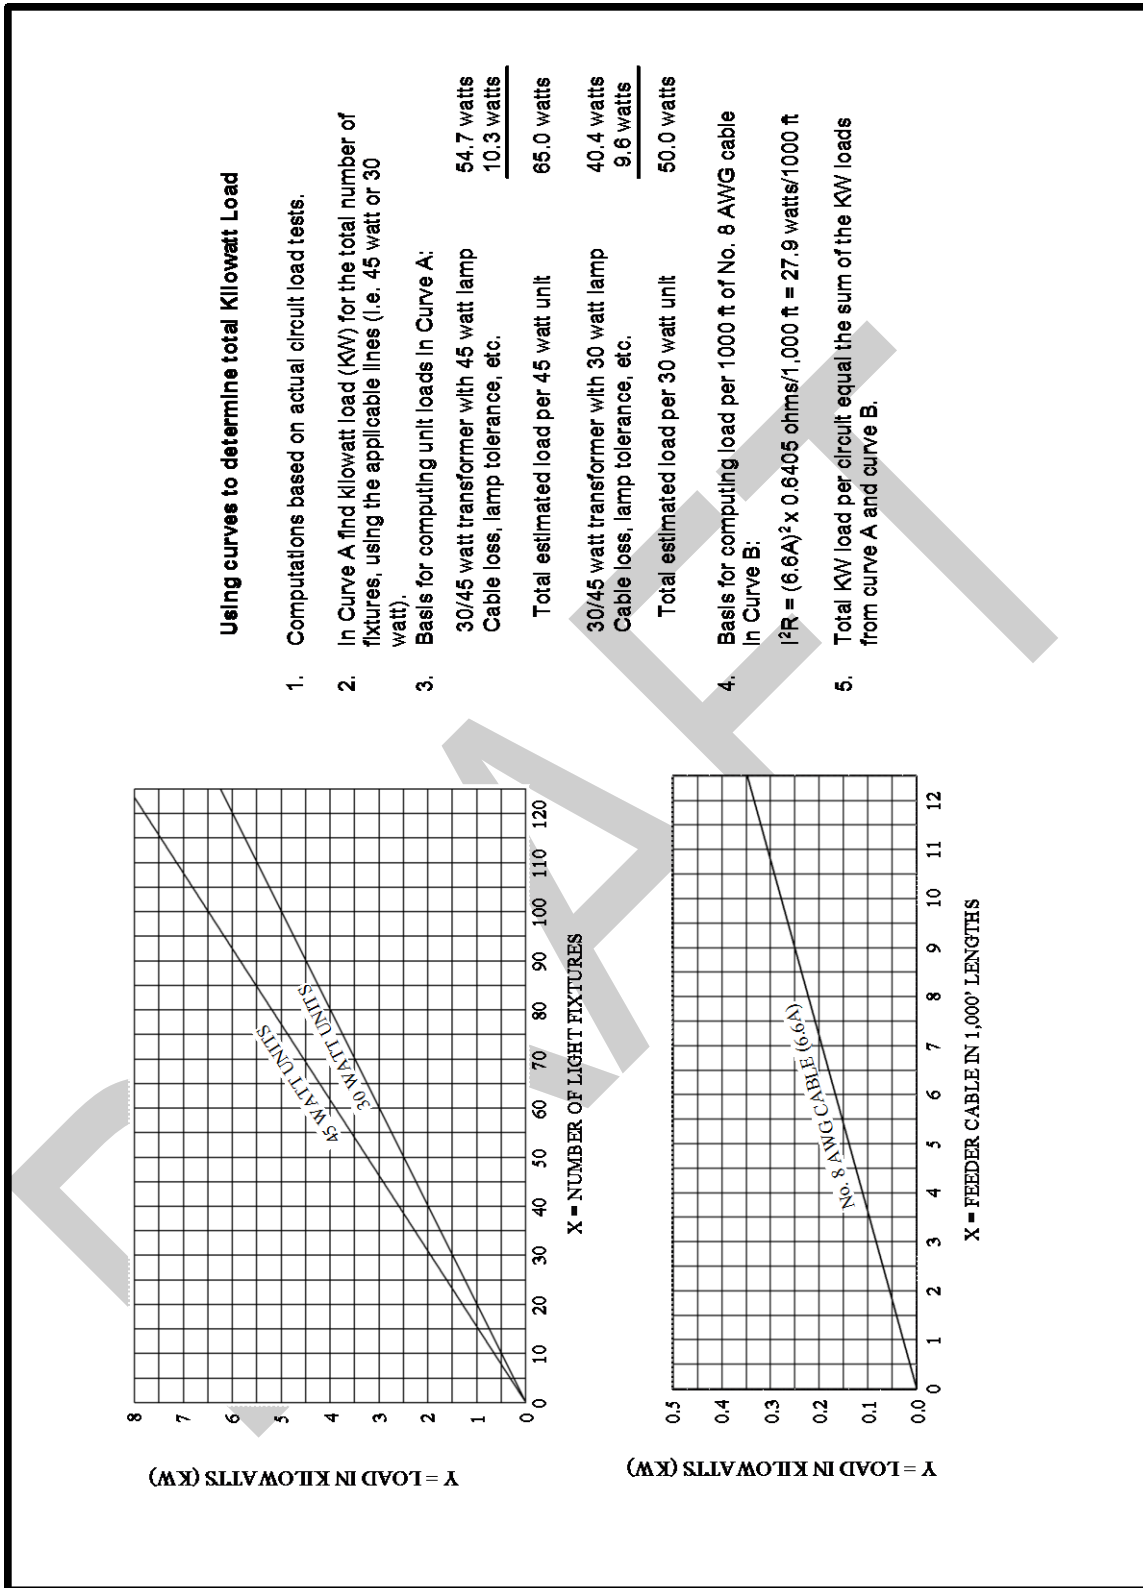 Using curves to determine total Kilowatt Load
1. Computations based on actual circuit load tests.
2. In Curve A find kilowatt load (KW) for the total number of
fixtures, using the applicable lines (i.e. 45 watt or 30
watt).
3. Basis for computing unit loads in Curve A:
30/45 watt transformer with 45 watt lamp 54.7 watts
Cable loss, lamp tolerance, etc. 10.3 watts
Total estimated load per 45 watt unit 65.0 watts
30/45 watt transformer with 30 watt lamp 40.4 watts
Cable loss, lamp tolerance, etc. 9.6 watts
Total estimated load per 30 watt unit 50.0 watts
4. Basis for computing load per 1000 ft of No. 8 AWG cable
in Curve B:
I²R = (6.6A)² x 0.6405 ohms/1,000 ft = 27.9 watts/1000 ft
5. Total KW load per circuit equal the sum of the KW loads
from curve A and curve B.
Y = LOAD IN KILOWATTS (KW)
8
7
6
5
4
3
2
1
0
45 WATT UNITS
30 WATT UNITS
0 10 20 30 40 50 60 70 80 90 100 110 120
X = NUMBER OF LIGHT FIXTURES
Y = LOAD IN KILOWATTS (KW)
0.5
0.4
0.3
0.2
0.1
0.0
No. 8 AWG CABLE (6.6A)
0 1 2 3 4 5 6 7 8 9 10 11 12
X = FEEDER CABLE IN 1,000' LENGTHS
DRAFT